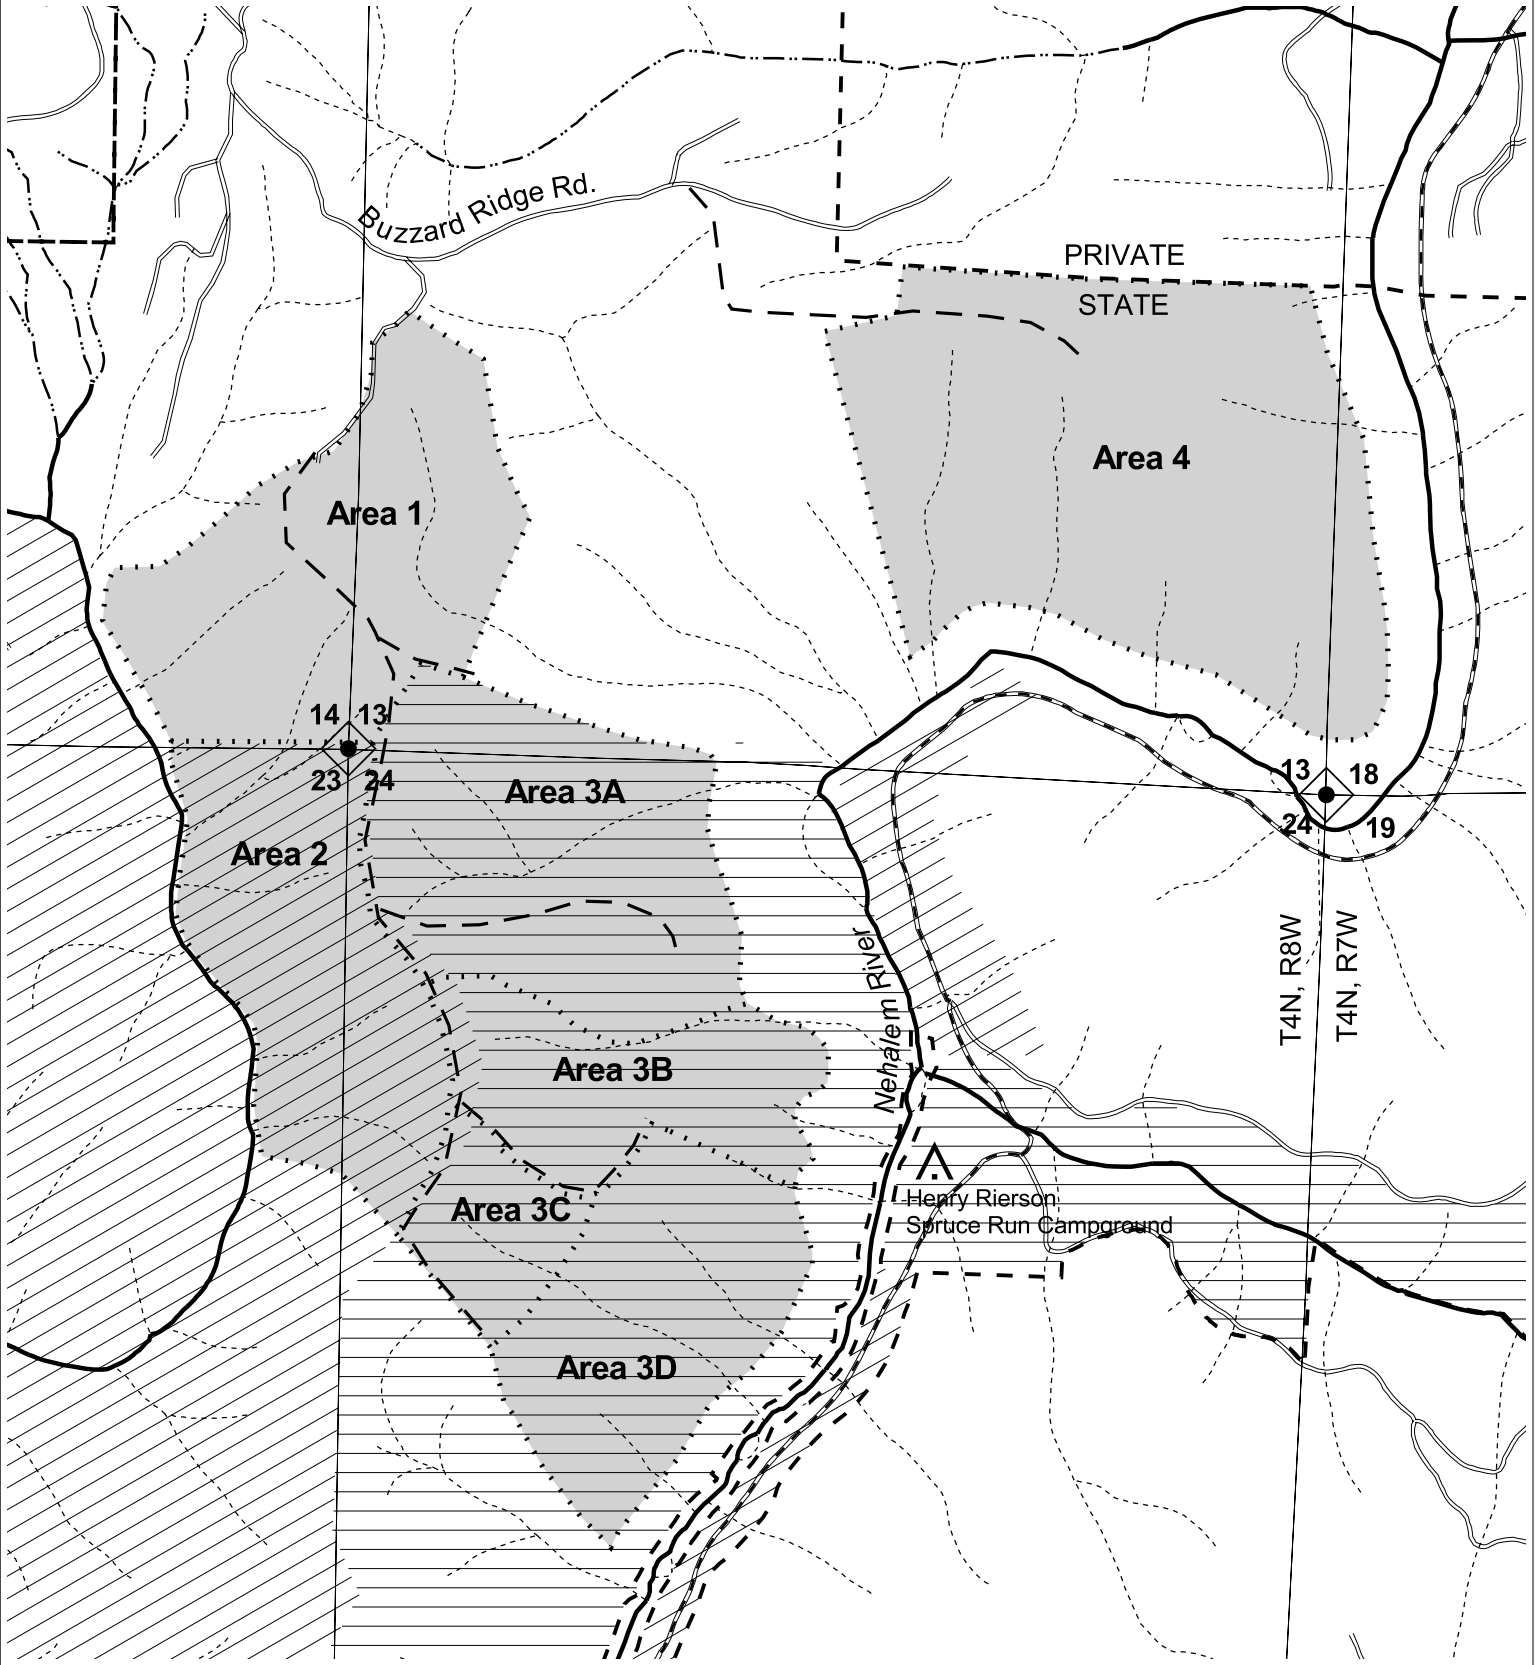 Buzzard Ridge Rd.
PRIVATE
STATE
Area 4
Area 1
14 13
23 24
Area 3A
13 18
24 19
Area 2
T4N, R8W
T4N, R7W
Nehalem River
Area 3B
Henry Rierson
Spruce Run Campground
Area 3C
Area 3D